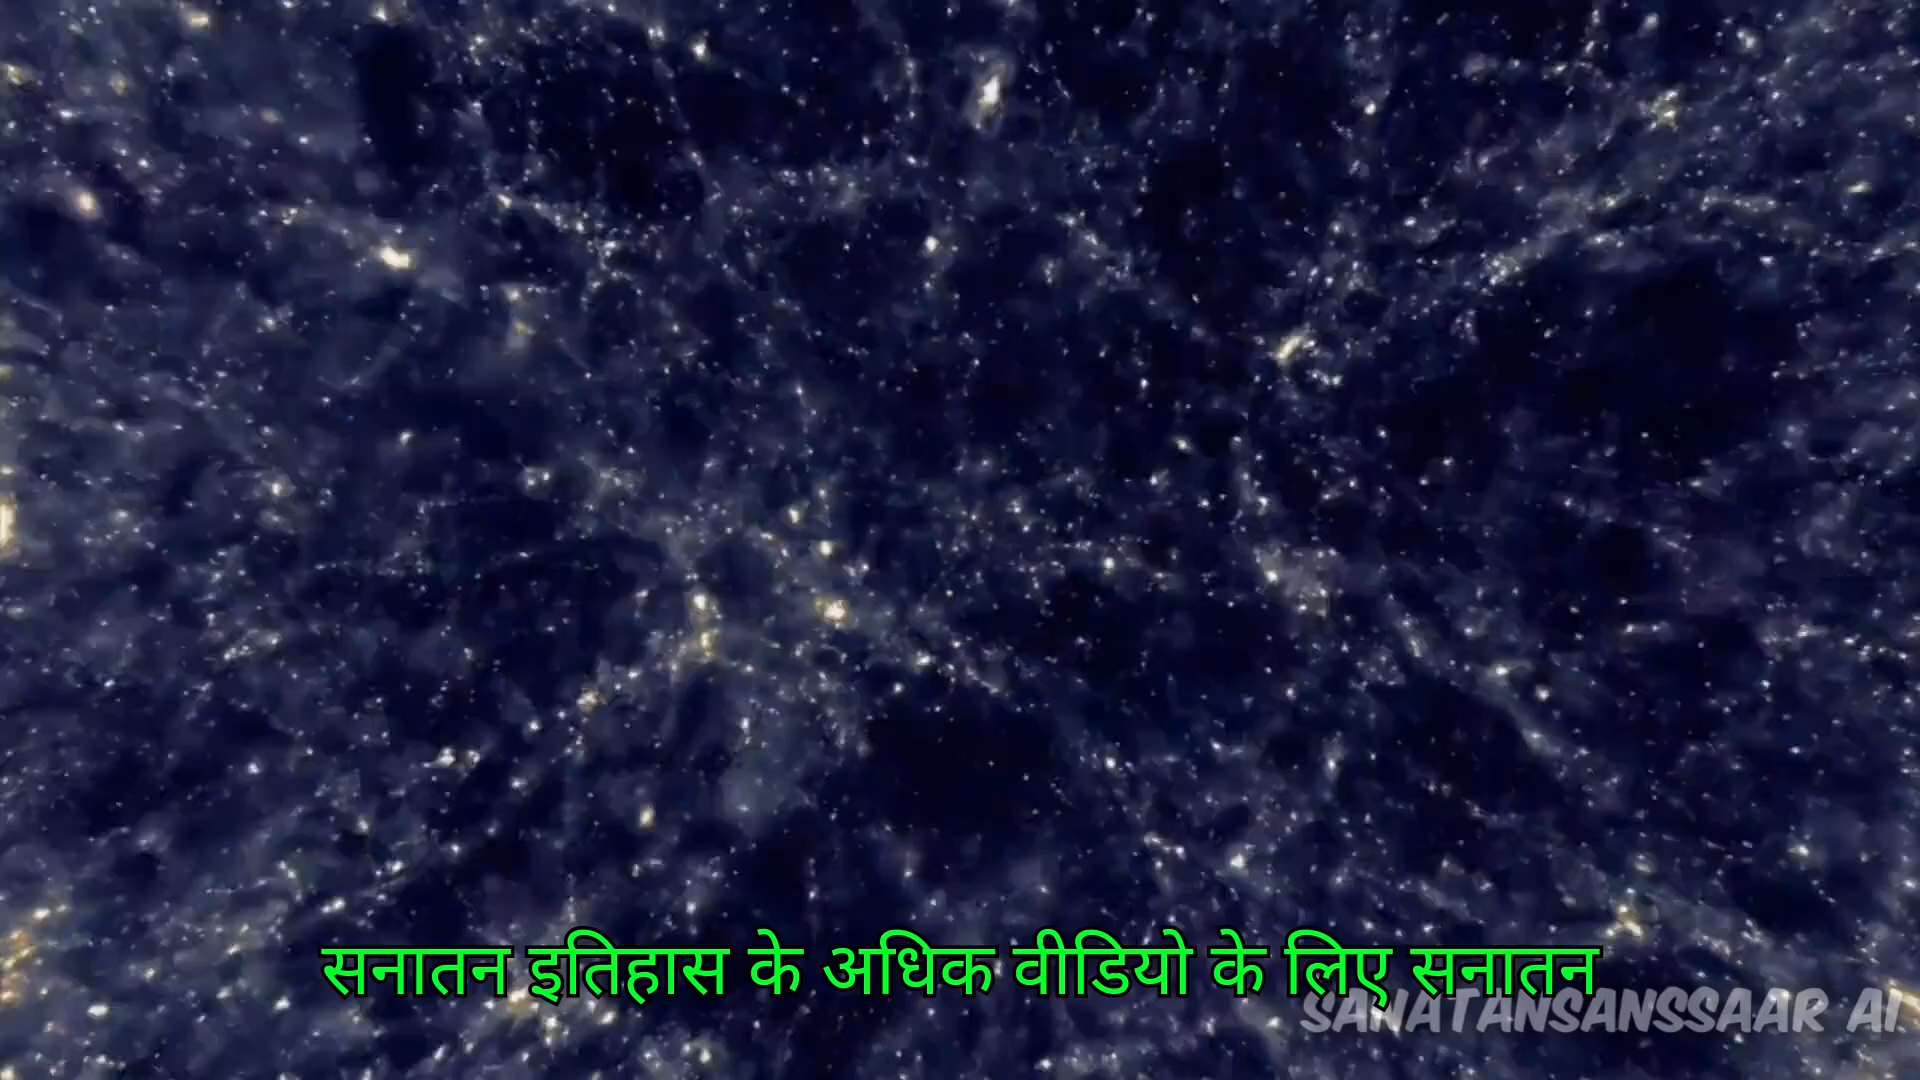 सनातन इतिहास के अधिक वीडियो के लिए सनातन
SANATANSANSSAAR AI